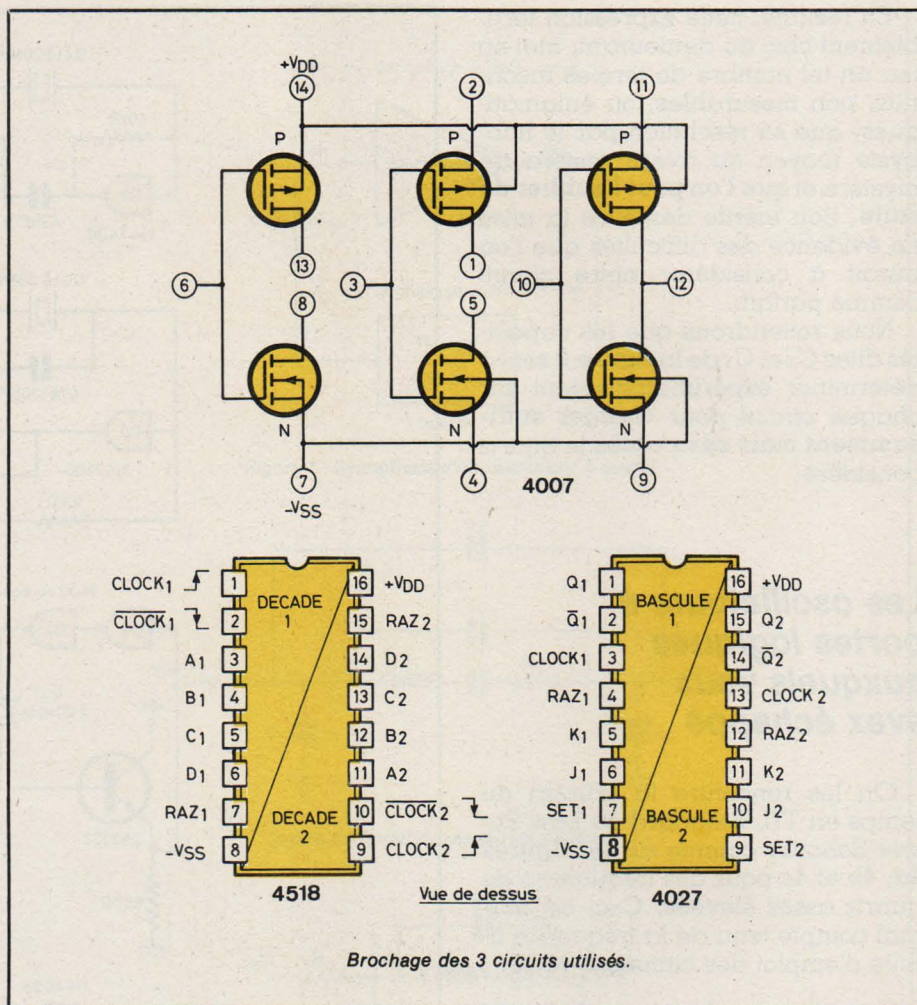 +VDD
14
2
11
P
P
P
13
1
6
3
10
12
8
5
N
N
N
7
4
9
-VSS
4007
CLOCK1
1
DECADE 1
16
+VDD
CLOCK1
2
15
RAZ2
A1
3
14
D2
B1
4
13
C2
C1
5
12
B2
D1
6
11
A2
RAZ1
7
DECADE 2
10
CLOCK2
-VSS
8
9
CLOCK2
4518
Q1
1
BASCULE 1
16
+VDD
Q̅1
2
15
Q2
CLOCK1
3
14
Q̅2
RAZ1
4
13
CLOCK2
K1
5
12
RAZ2
J1
6
11
K2
SET1
7
BASCULE 2
10
J2
-VSS
8
9
SET2
4027
Vue de dessus
Brochage des 3 circuits utilisés.